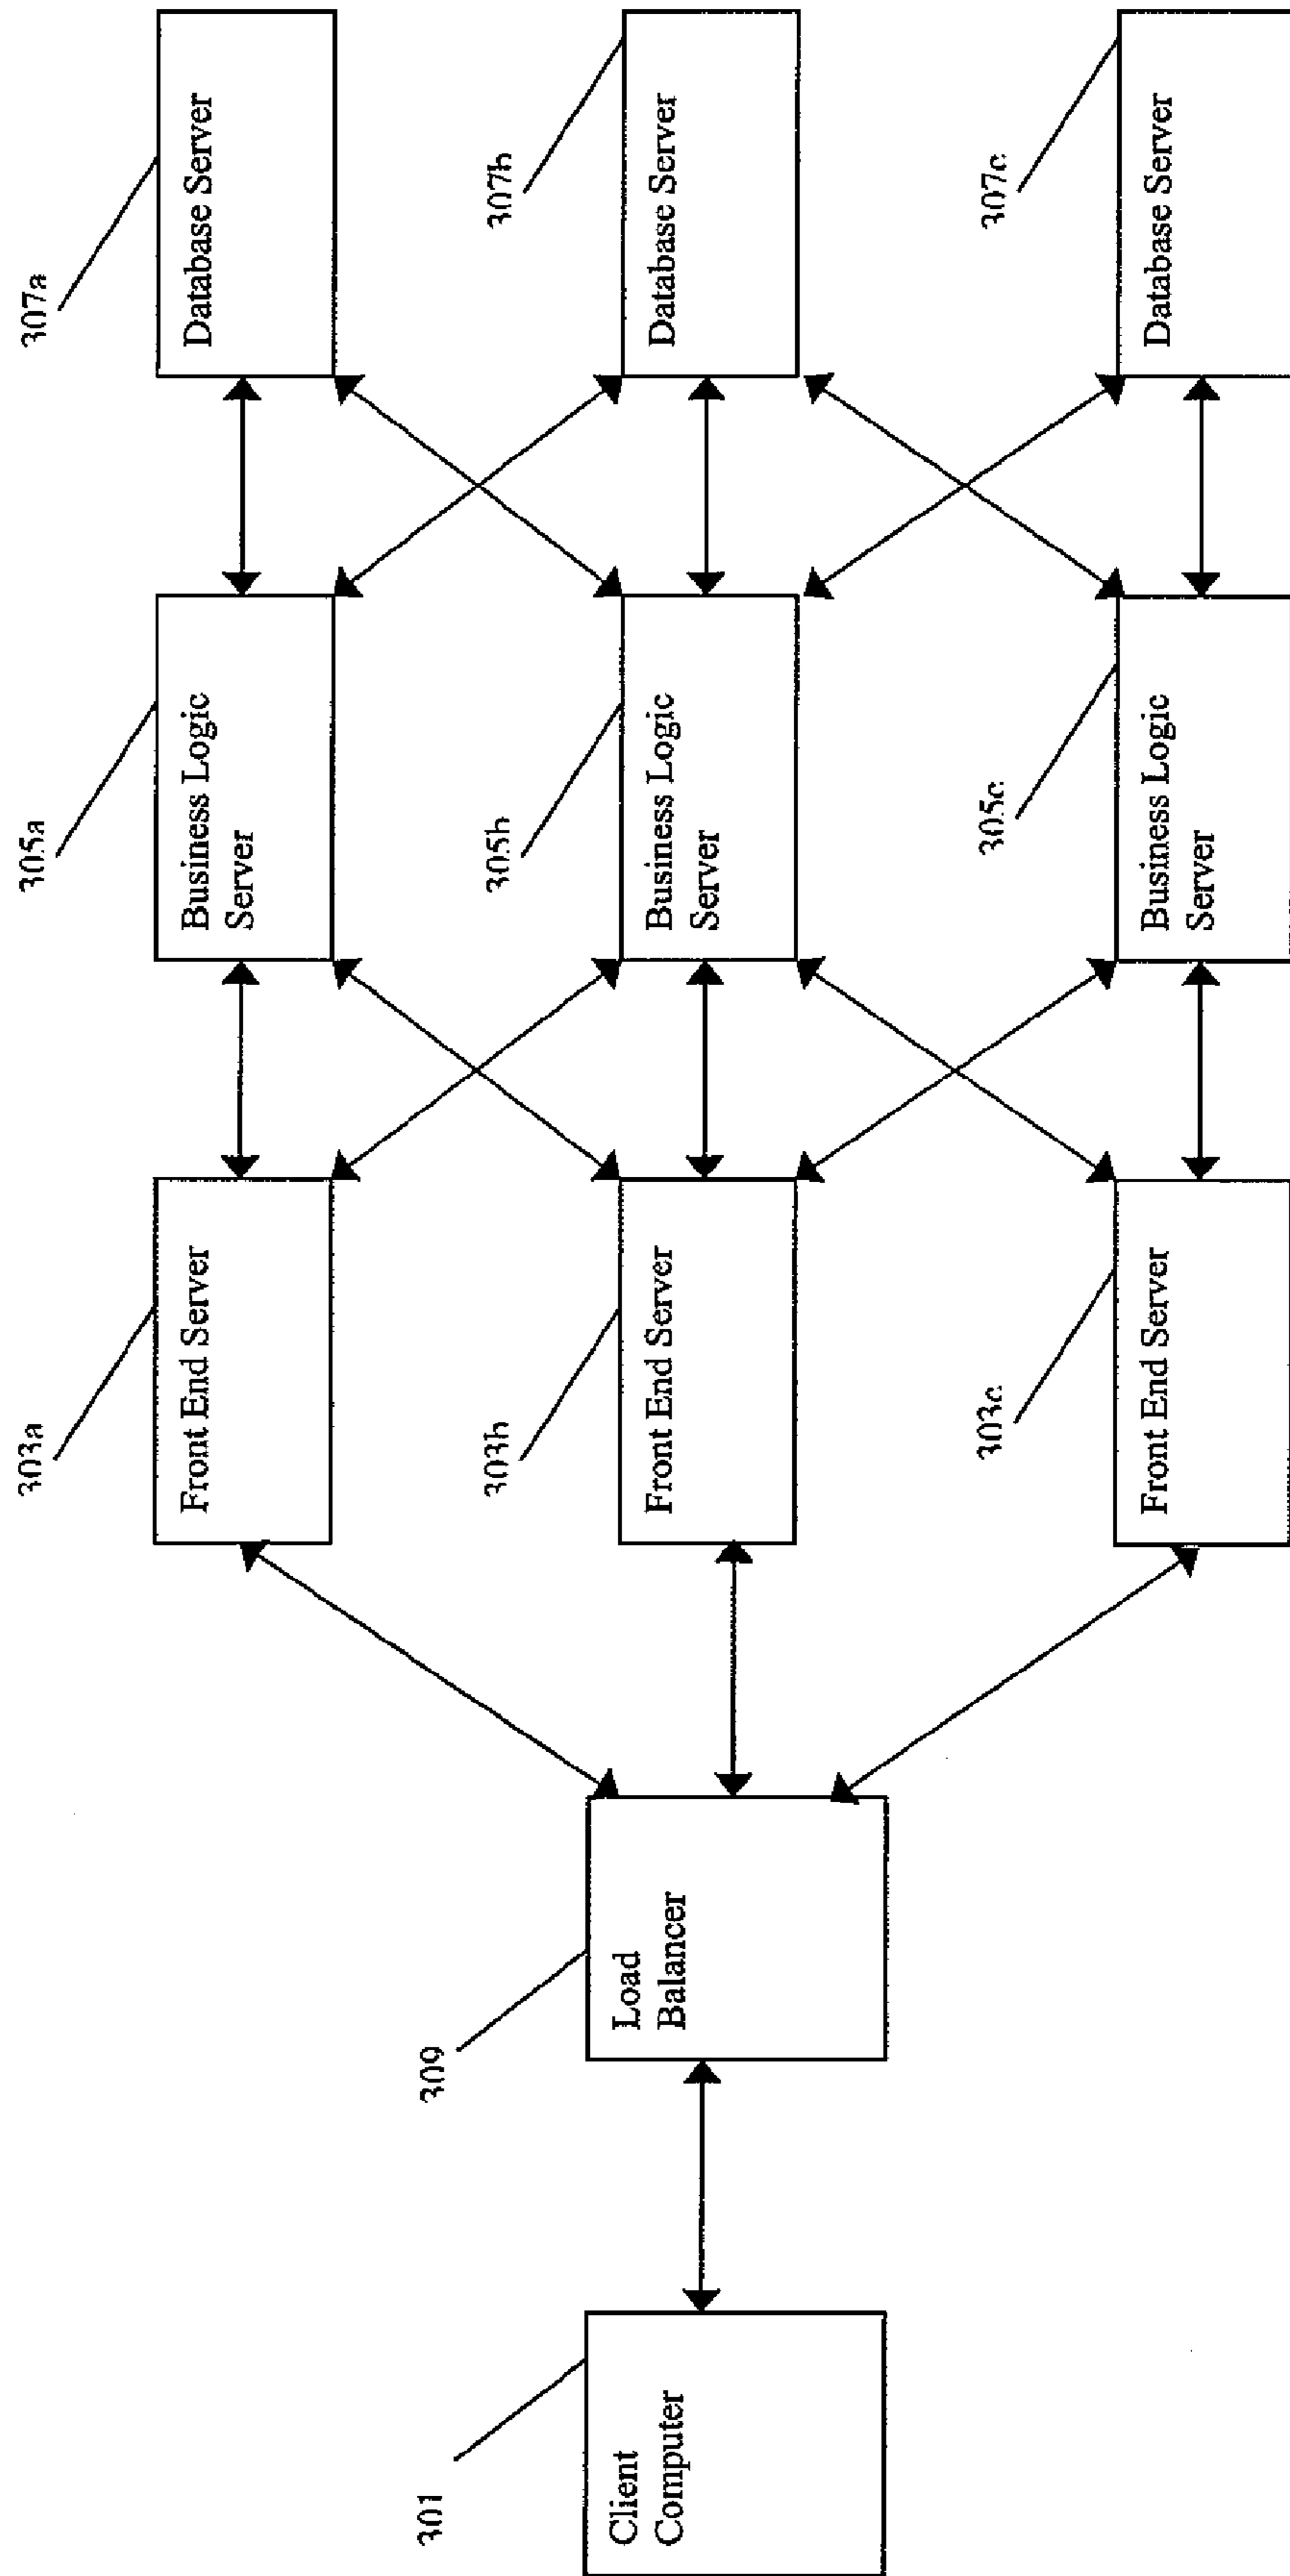 301
Client
Computer
309
Load
Balancer
303a
Front End Server
303b
Front End Server
303c
Front End Server
305a
Business Logic
Server
305b
Business Logic
Server
305c
Business Logic
Server
307a
Database Server
307b
Database Server
307c
Database Server